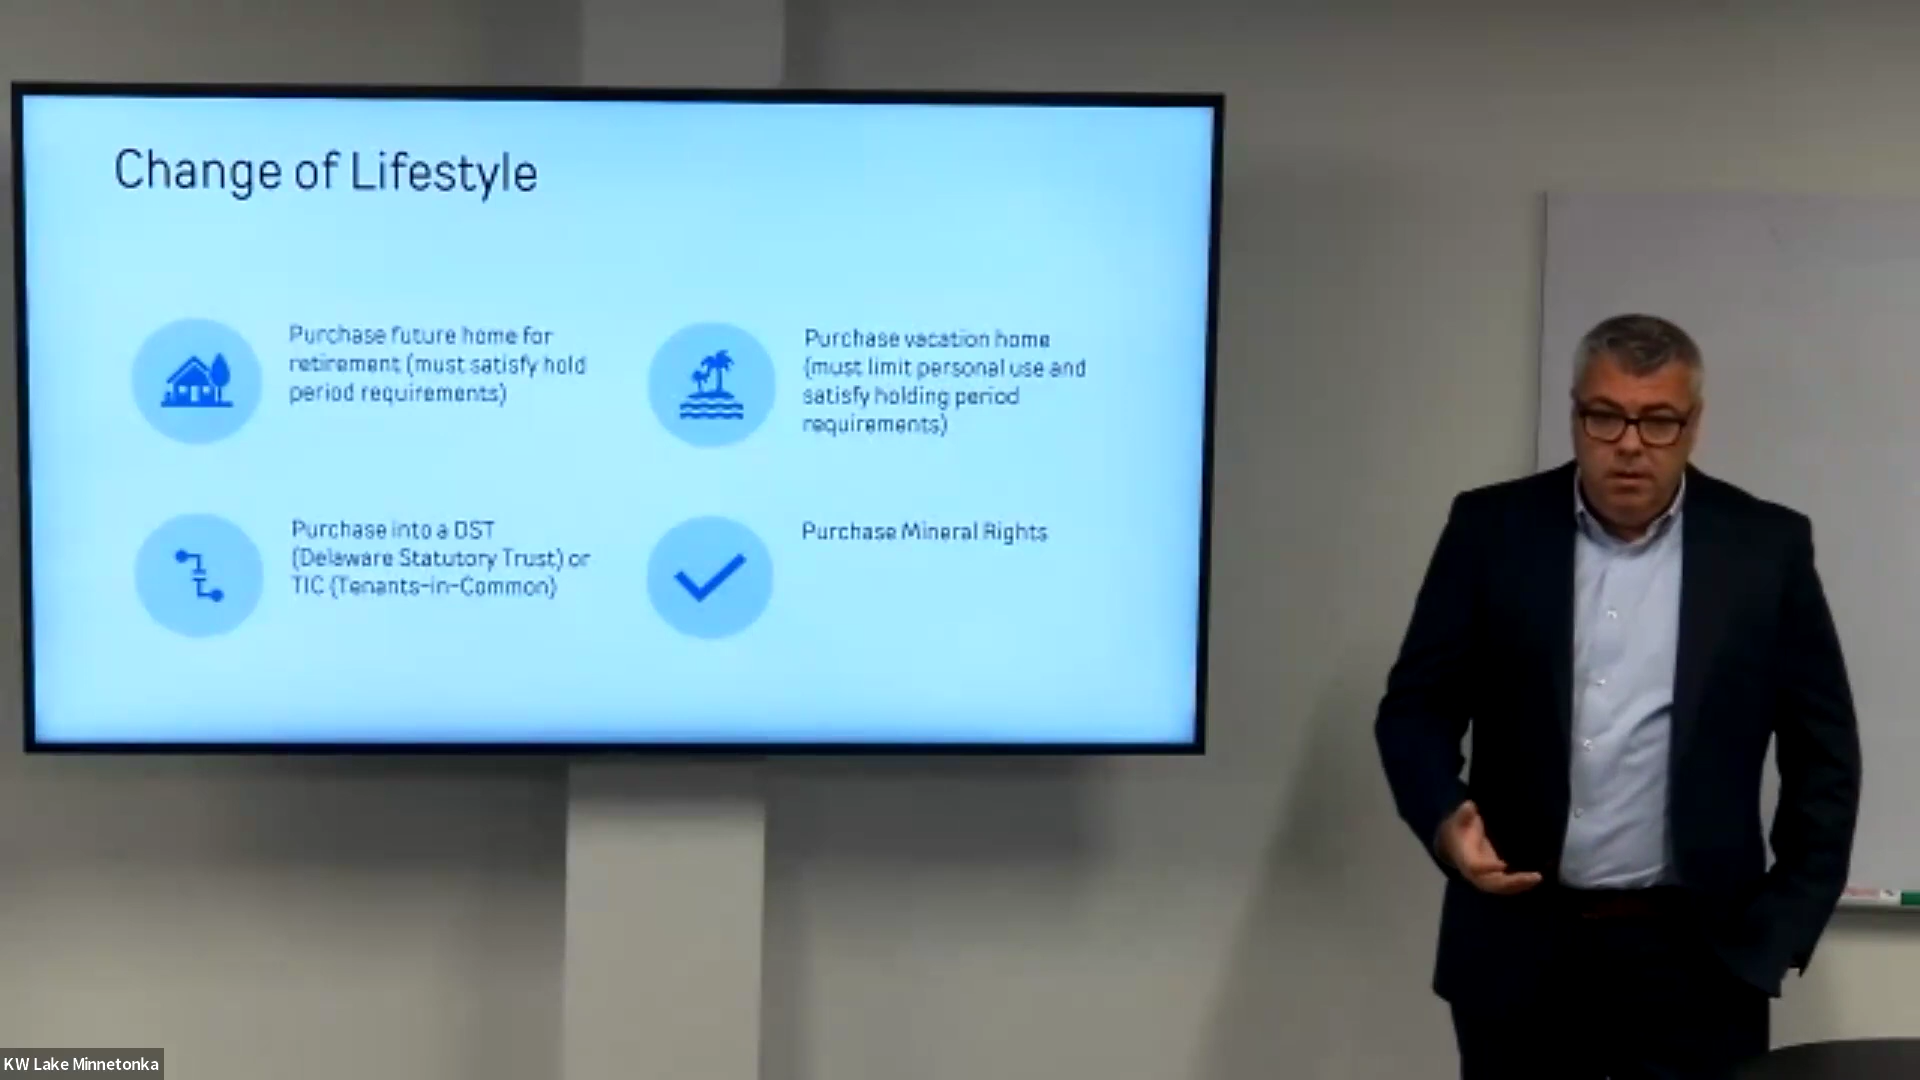 Change of Lifestyle
Purchase future home for
retirement (must satisfy hold
period requirements)
Purchase vacation home
(must limit personal use and
satisfy holding period
requirements)
Purchase into a DST
(Delaware Statutory Trust) or
TIC (Tenants-in-Common)
Purchase Mineral Rights
KW Lake Minnetonka